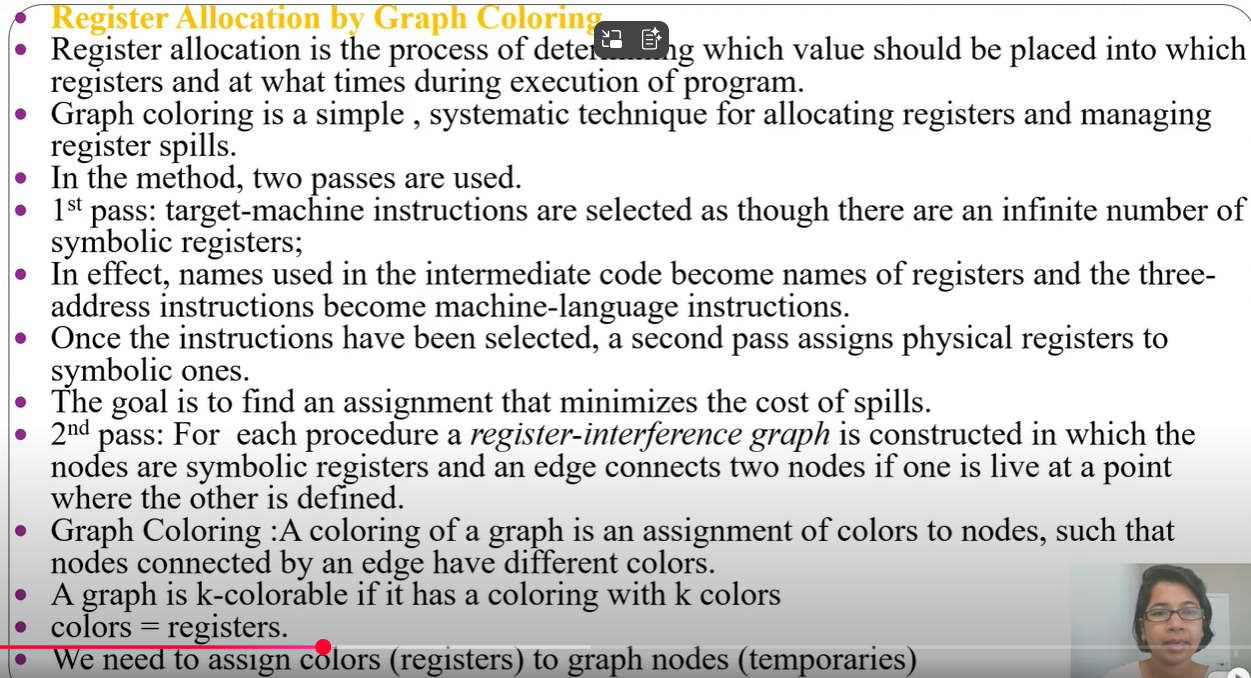 Register Allocation by Graph Coloring
Register allocation is the process of which value should be placed into which
registers and at what times during execution of program.
Graph coloring is a simple , systematic technique for allocating registers and managing
register spills.
In the method, two passes are used.
1st pass: target-machine instructions are selected as though there are an infinite number of
symbolic registers;
In effect, names used in the intermediate code become names of registers and the three-
address instructions become machine-language instructions.
Once the instructions have been selected, a second pass assigns physical registers to
symbolic ones.
The goal is to find an assignment that minimizes the cost of spills.
2nd pass: For each procedure a register-interference graph is constructed in which the
nodes are symbolic registers and an edge connects two nodes if one is live at a point
where the other is defined.
Graph Coloring :A coloring of a graph is an assignment of colors to nodes, such that
nodes connected by an edge have different colors.
A graph is k-colorable if it has a coloring with k colors
colors = registers.
We need to assign colors (registers) to graph nodes (temporaries)